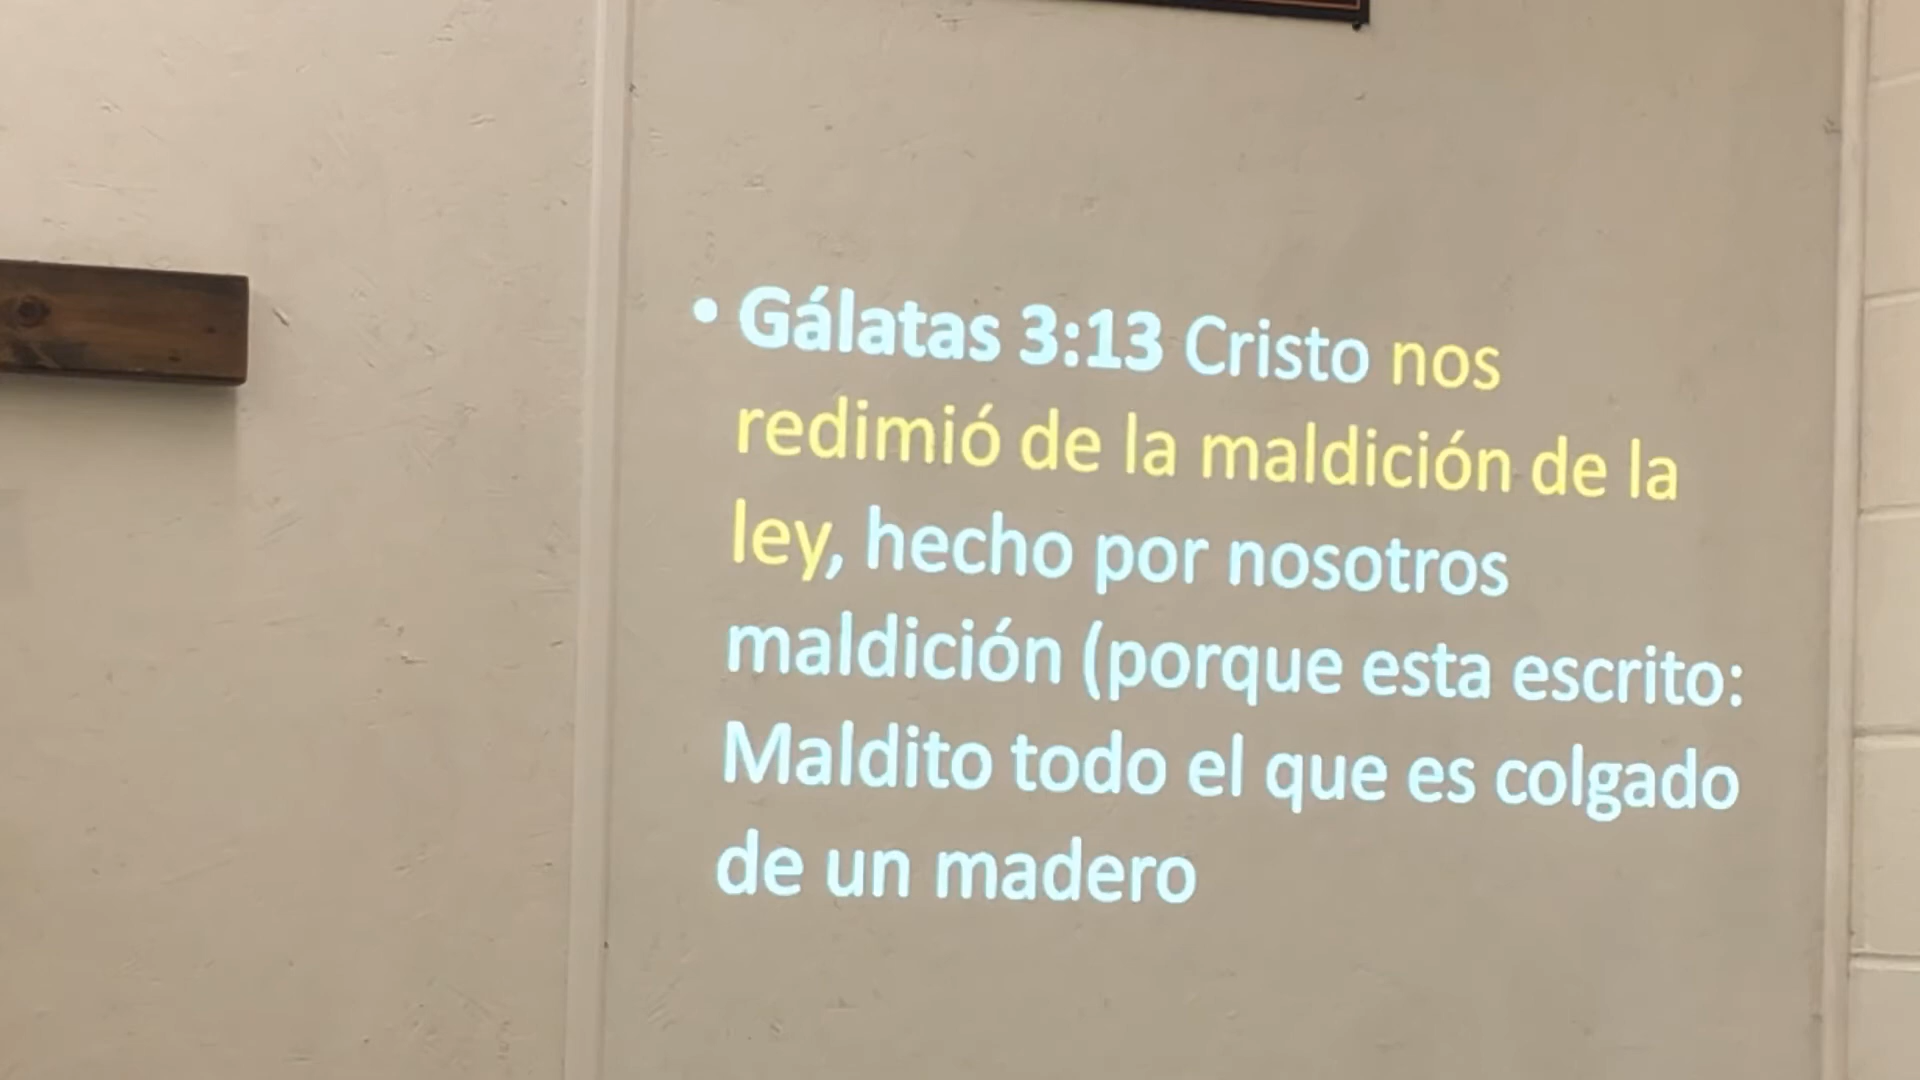 • Gálatas 3:13 Cristo nos
redimió de la maldición de la
ley, hecho por nosotros
maldición (porque esta escrito:
Maldito todo el que es colgado
de un madero